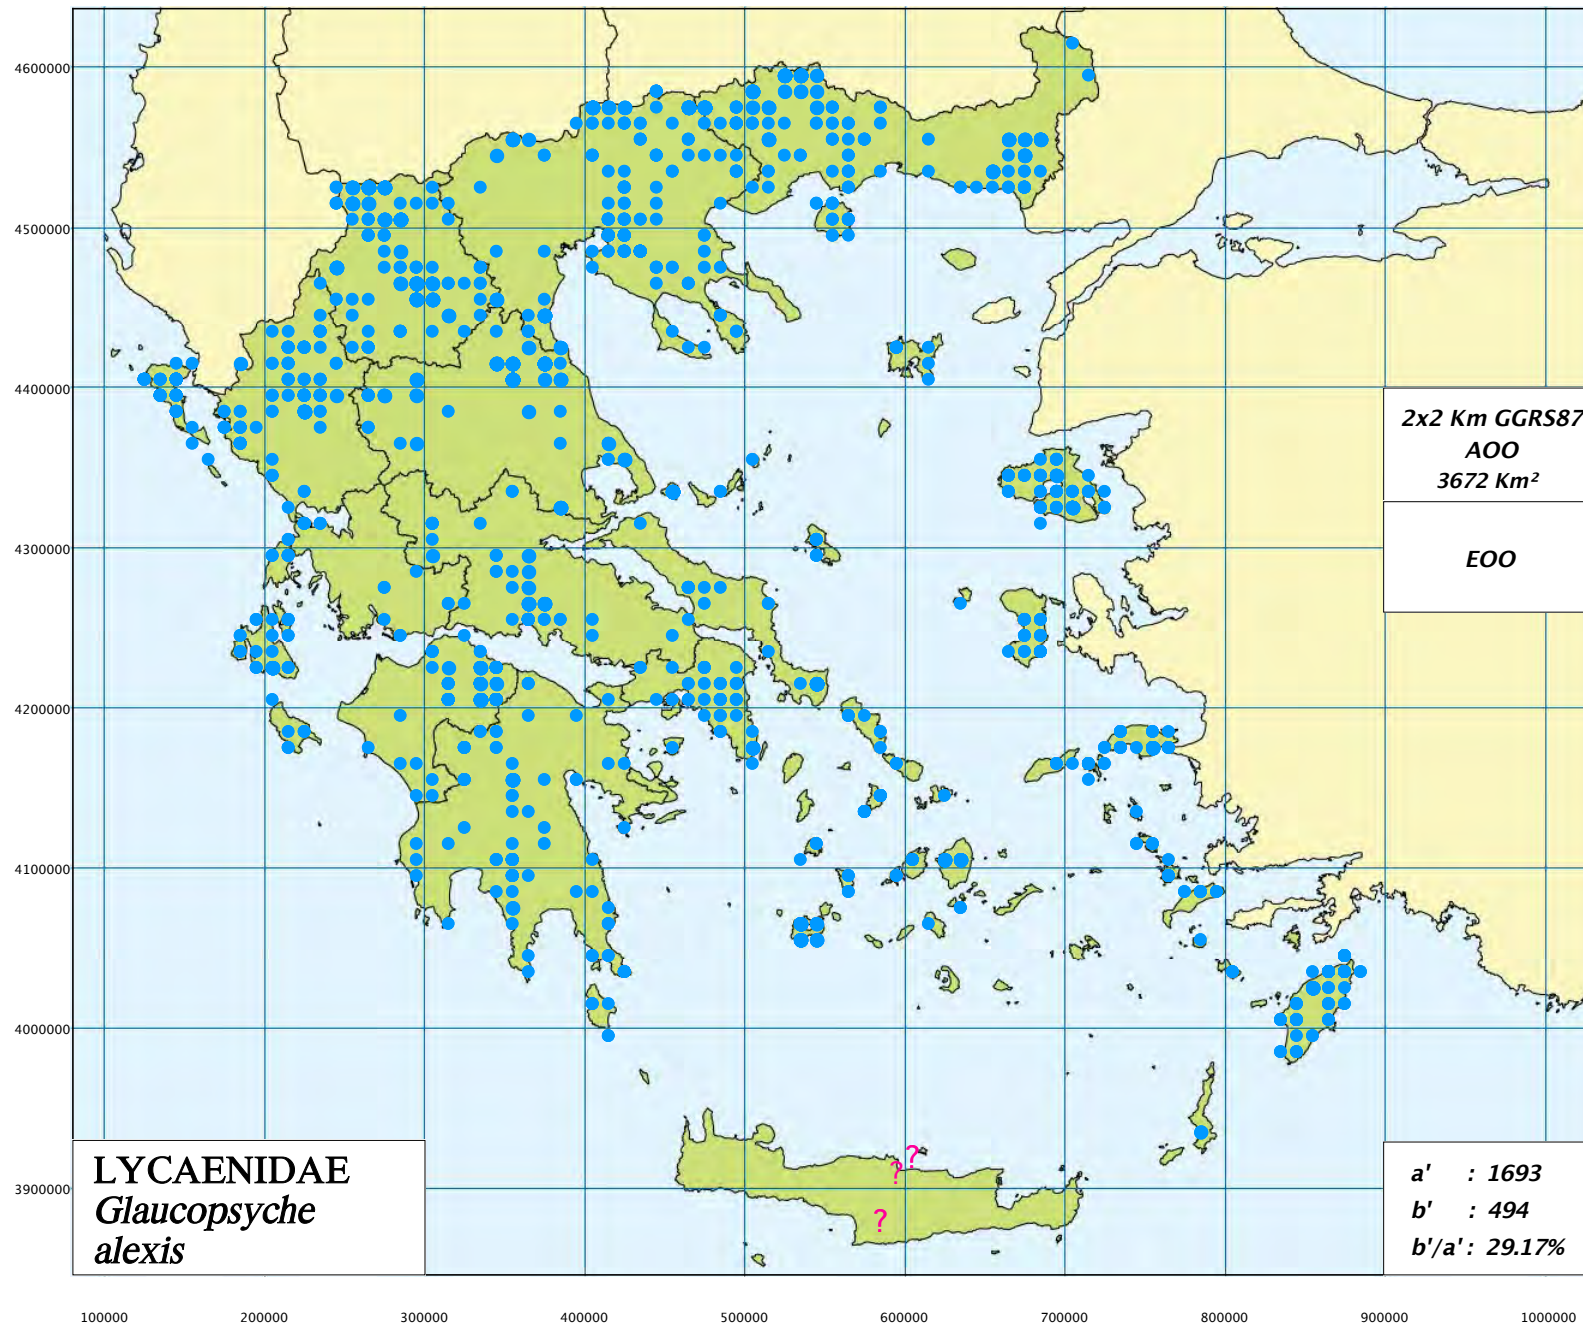 4600000
4500000
4400000
4300000
4200000
4100000
4000000
3900000
2x2 Km GGRS87
AOO
3672 Km²
EOO
?
?
?
LYCAENIDAE
Glaucopsyche
alexis
a' : 1693
b' : 494
b'/a' : 29.17%
100000 200000 300000 400000 500000 600000 700000 800000 900000 1000000